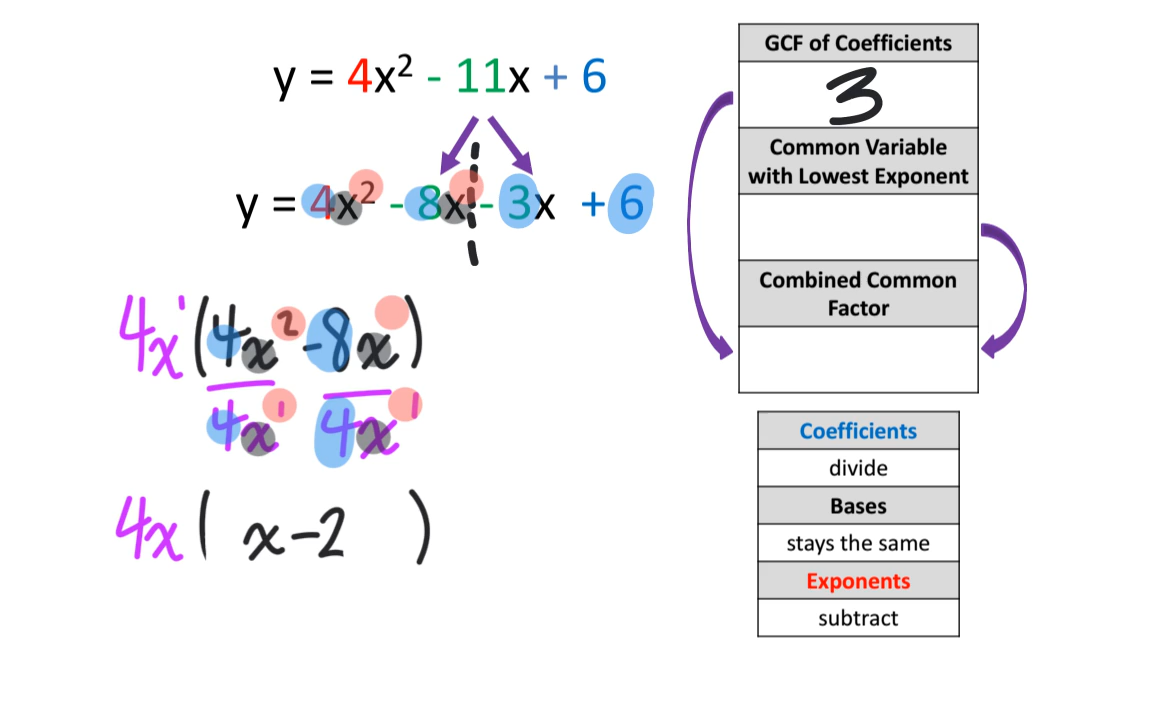 y = 4x² - 11x + 6
y = 4x² - 8x - 3x + 6
4x¹(4x² - 8x)
4x¹ 4x¹
4x( x - 2 )
GCF of Coefficients
3
Common Variable
with Lowest Exponent
Combined Common
Factor
Coefficients
divide
Bases
stays the same
Exponents
subtract